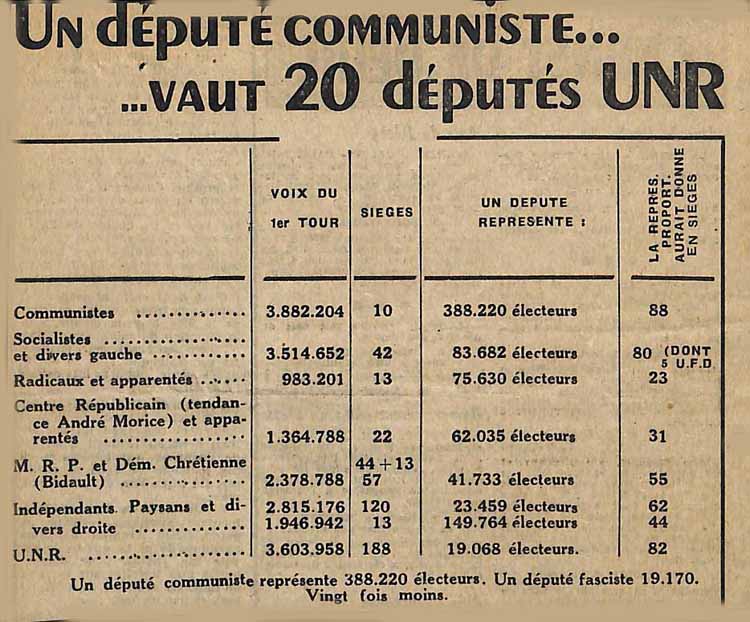 UN dÉpUTÉ COMMUNISTE...
...VAUT 20 dÉpUTÉS UNR
VOIX DU
1er TOUR
SIEGES
UN DEPUTE
REPRESENTE :
LA REPRES.
PROPORT.
AURAIT DONNE
EN SIEGES
Communistes .............. 3.882.204 10 388.220 électeurs 88
Socialistes .................
et divers gauche ............ 3.514.652 42 83.682 électeurs 80 (DONT
5 U.F.D
Radicaux et apparentés ...... 983.201 13 75.630 électeurs 23
Centre Républicain (tendan-
ce André Morice) et appa-
rentés ................. 1.364.788 22 62.035 électeurs 31
M. R. P. et Dém. Chrétienne 44+13
(Bidault) ............... 2.378.788 57 41.733 électeurs 55
Indépendants Paysans et di- 2.815.176 120 23.459 électeurs 62
vers droite .............. 1.946.942 13 149.764 électeurs 44
U.N.R. .................... 3.603.958 188 19.068 électeurs. 82
Un député communiste représente 388.220 électeurs. Un député fasciste 19.170.
Vingt fois moins.